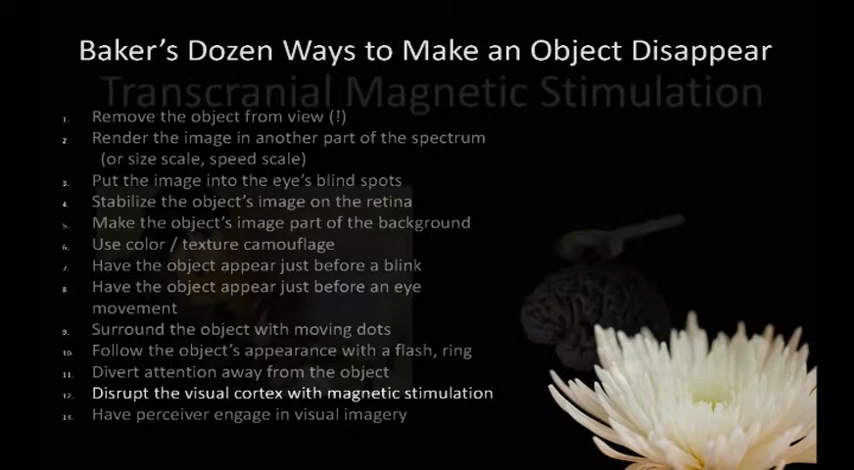 Baker's Dozen Ways to Make an Object Disappear
Transcranial Magnetic Stimulation
1. Remove the object from view (!)
2. Render the image in another part of the spectrum
(or size scale, speed scale)
3. Put the image into the eye's blind spots
4. Stabilize the object's image on the retina
5. Make the object's image part of the background
6. Use color / texture camouflage
7. Have the object appear just before a blink
8. Have the object appear just before an eye
movement
9. Surround the object with moving dots
10. Follow the object's appearance with a flash, ring
11. Divert attention away from the object
12. Disrupt the visual cortex with magnetic stimulation
13. Have perceiver engage in visual imagery